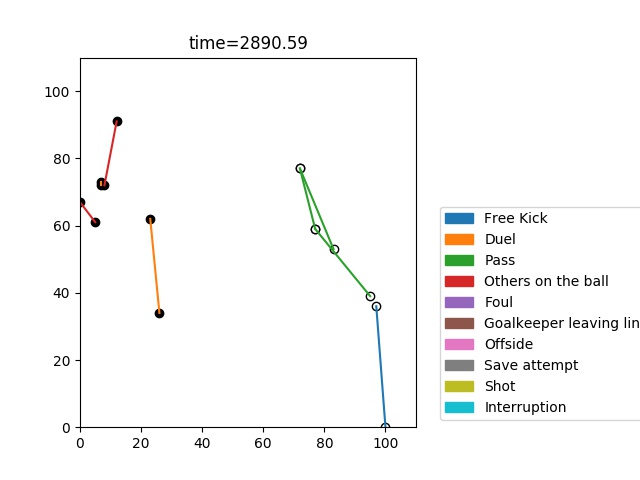 time=2890.59
100
80
60
40
20
0
0 20 40 60 80 100
Free Kick
Duel
Pass
Others on the ball
Foul
Goalkeeper leaving lin
Offside
Save attempt
Shot
Interruption